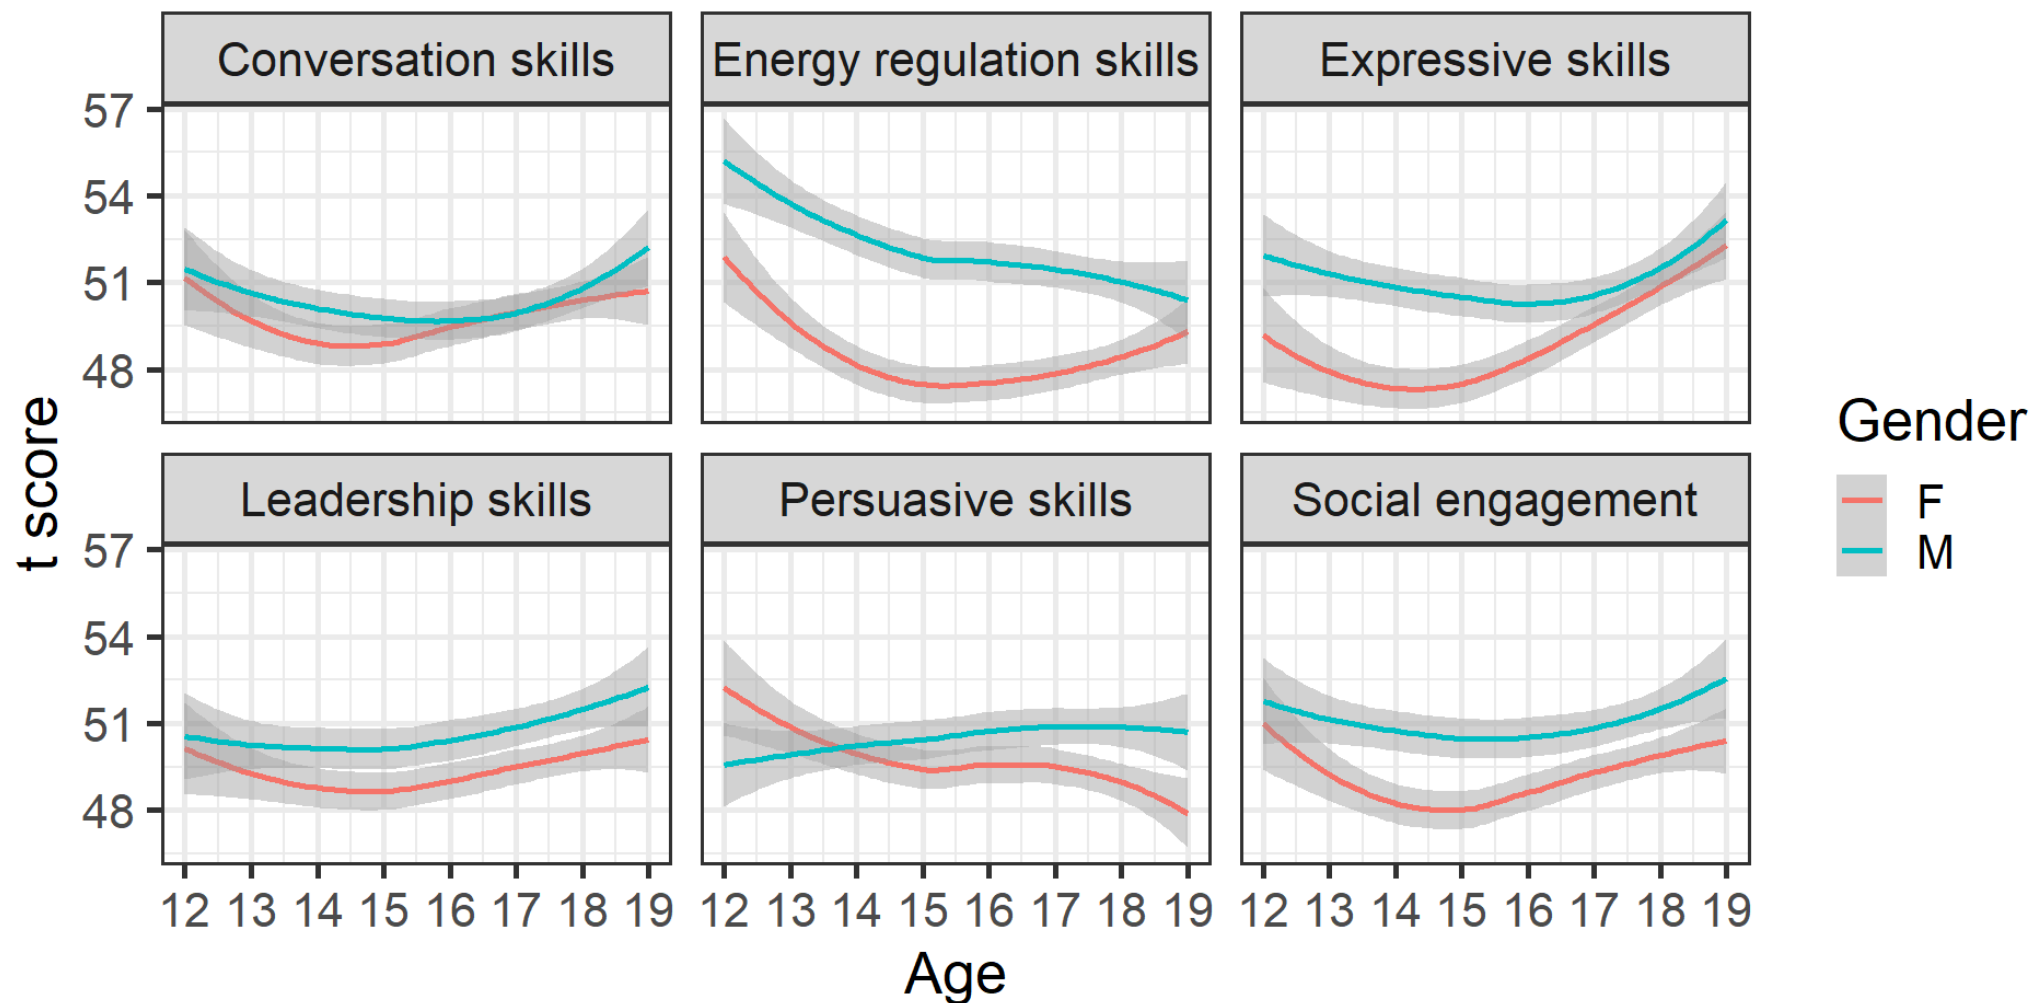 Conversation skills
Energy regulation skills
Expressive skills
57
54
51
48
Leadership skills
Persuasive skills
Social engagement
57
54
51
48
12 13 14 15 16 17 18 19
12 13 14 15 16 17 18 19
12 13 14 15 16 17 18 19
t score
Age
Gender
F
M